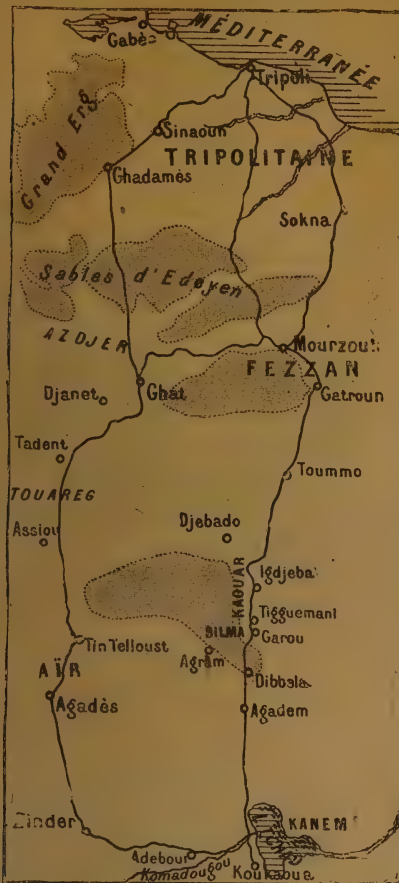 MÉDITERRANÉE
Gabès
Tripoli
Grand Erg
Sinaoun
TRIPOLITAINE
Ghadamès
Sokna
Sables d'Edeyen
AZDJER
Mourzouk
FEZZAN
Ghat
Djanet
Gatroun
Tadent
Toummo
TOUAREG
Djebado
Assiou
Igdjeba
KAOUAR
Tigguemani
BILMA
Garou
Tin Telloust
Agram
AÏR
Dibbela
Agadès
Agadem
Zinder
KANEM
Adebour
Komadougou
Koukaoua